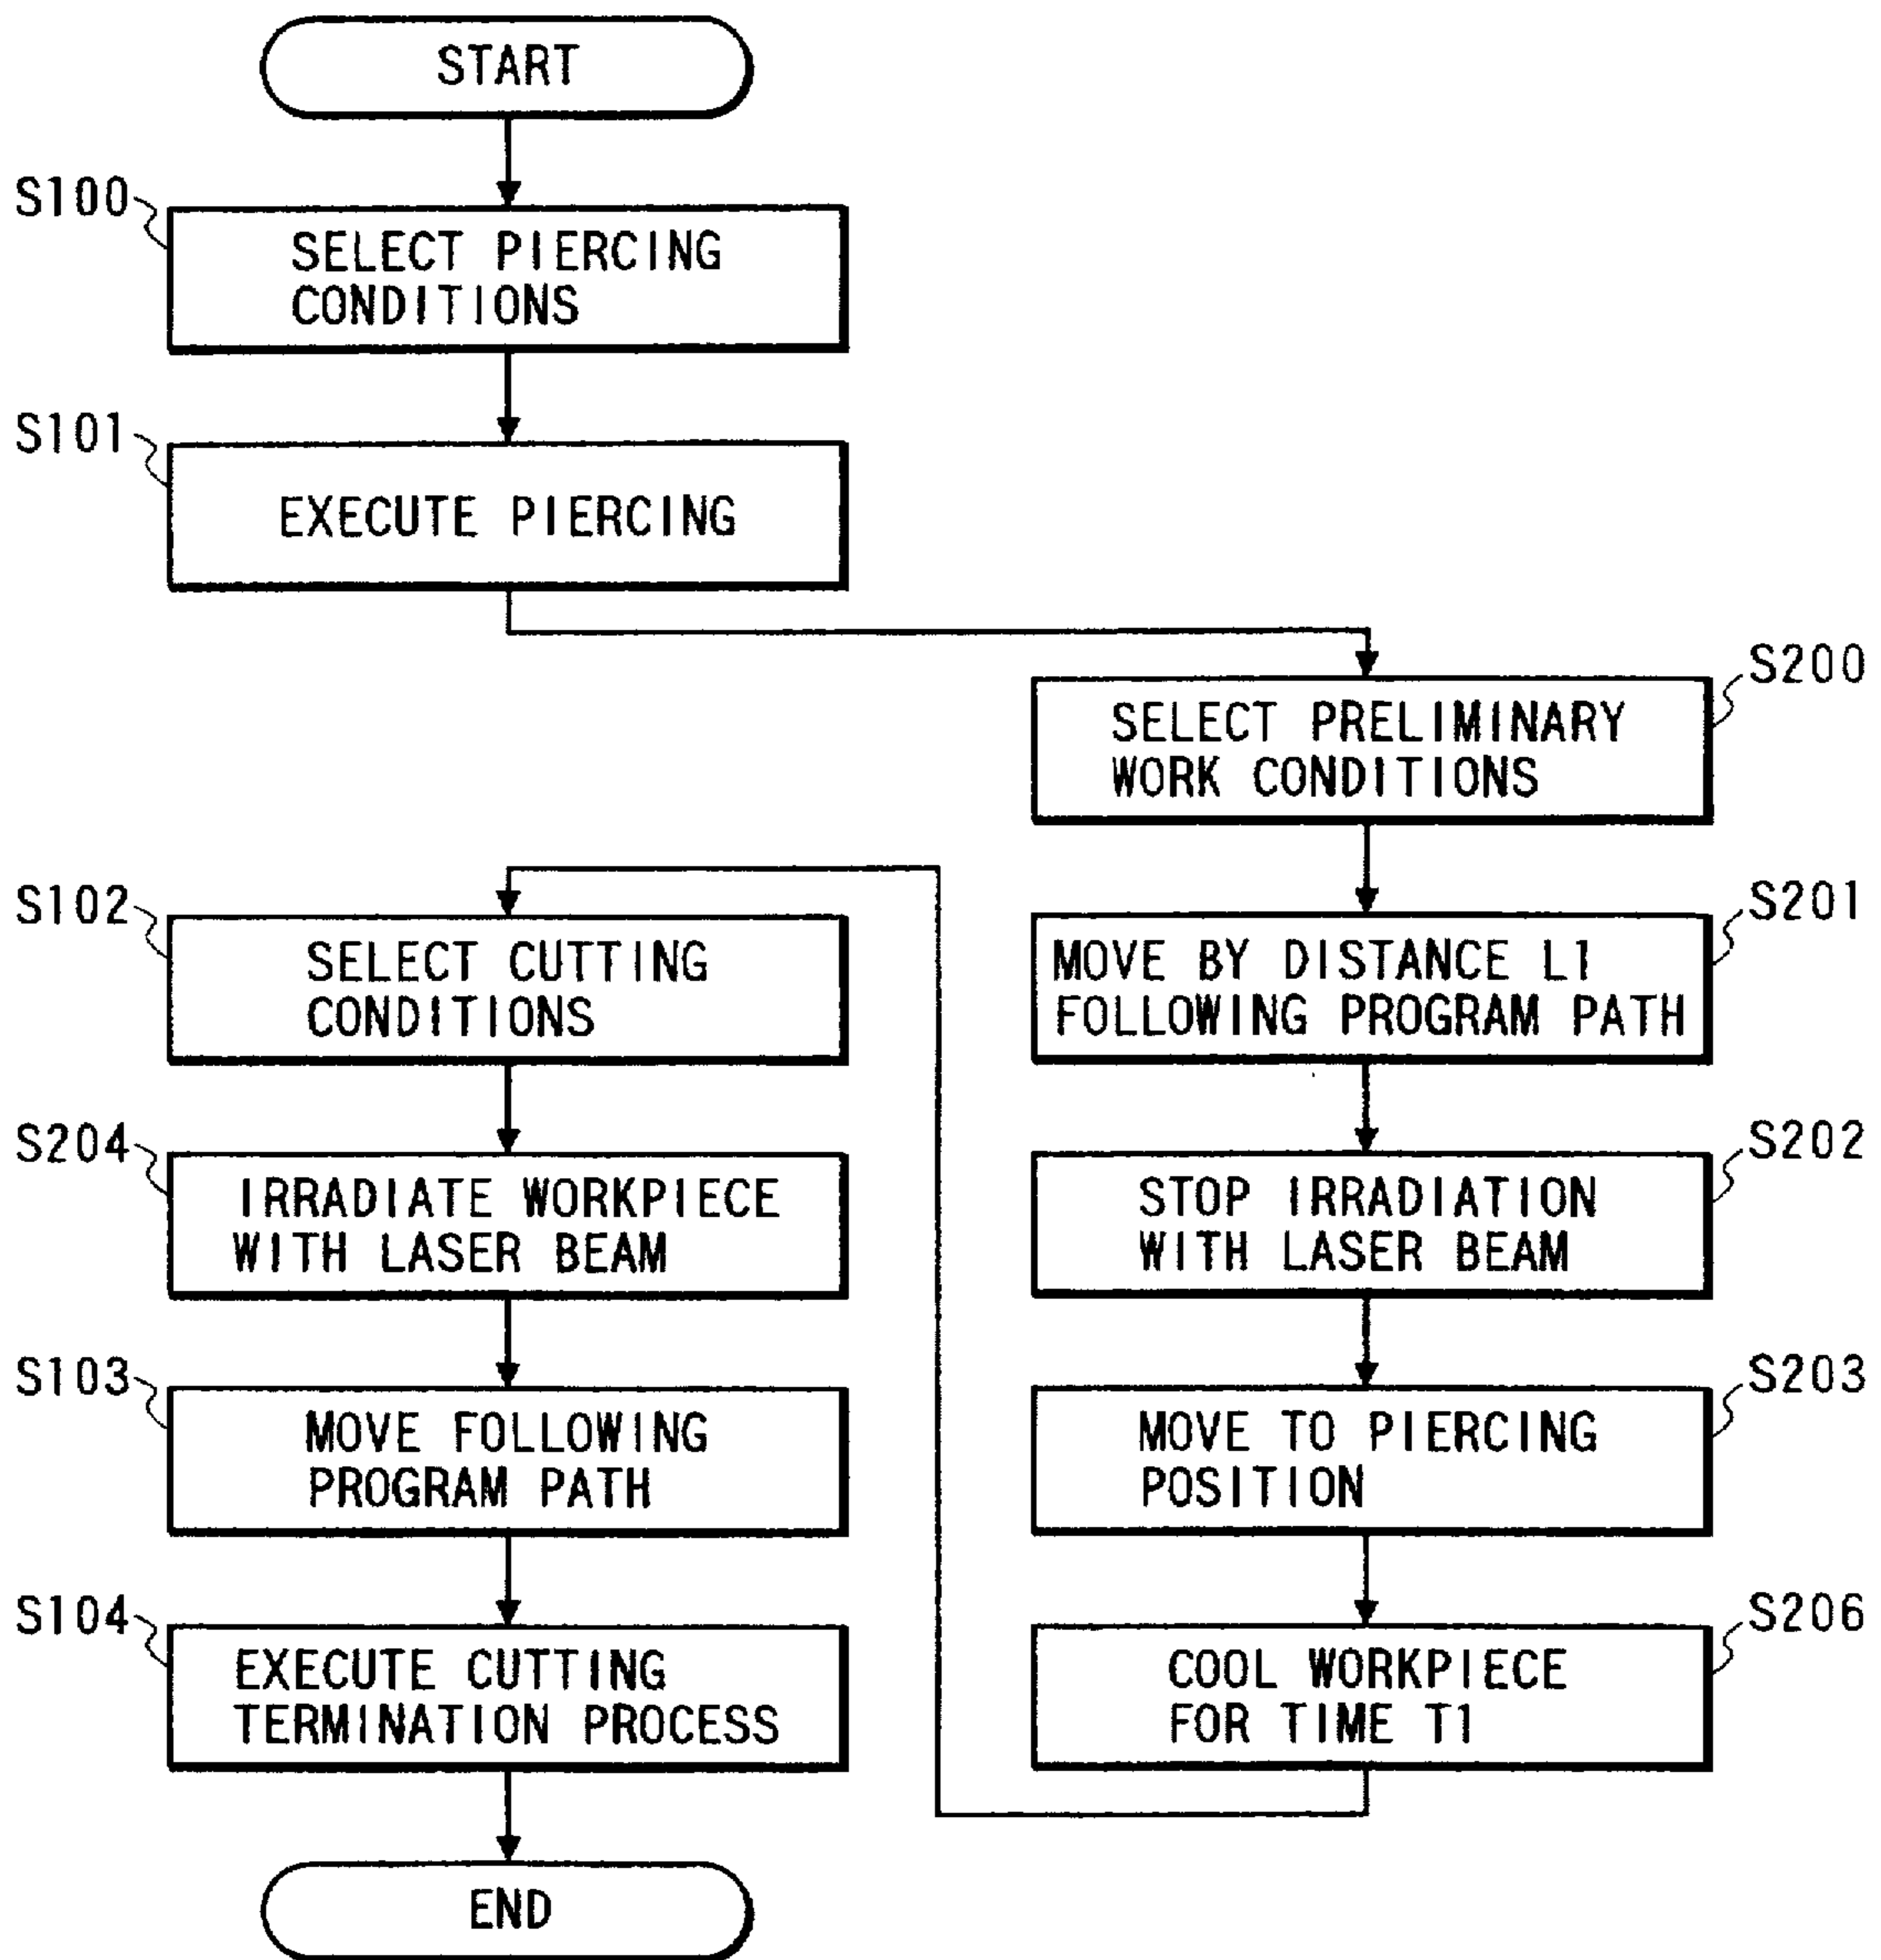 START
S100
SELECT PIERCING
CONDITIONS
S101
EXECUTE PIERCING
S200
SELECT PRELIMINARY
WORK CONDITIONS
S201
MOVE BY DISTANCE L1
FOLLOWING PROGRAM PATH
S202
STOP IRRADIATION
WITH LASER BEAM
S203
MOVE TO PIERCING
POSITION
S206
COOL WORKPIECE
FOR TIME T1
S102
SELECT CUTTING
CONDITIONS
S204
IRRADIATE WORKPIECE
WITH LASER BEAM
S103
MOVE FOLLOWING
PROGRAM PATH
S104
EXECUTE CUTTING
TERMINATION PROCESS
END